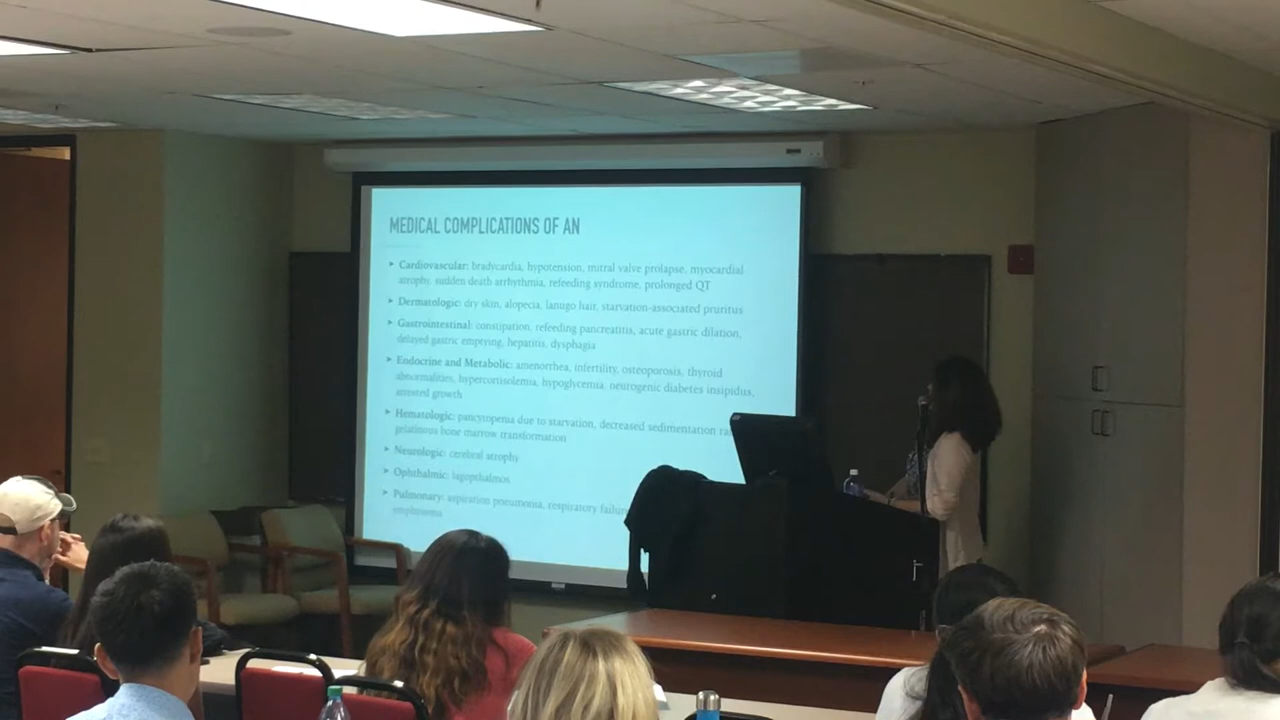 MEDICAL COMPLICATIONS OF AN
➤ Cardiovascular: bradycardia, hypotension, mitral valve prolapse, myocardial
atrophy, sudden death arrhythmia, refeeding syndrome, prolonged QT
➤ Dermatologic: dry skin, alopecia, lanugo hair, starvation-associated pruritus
➤ Gastrointestinal: constipation, refeeding pancreatitis, acute gastric dilation,
delayed gastric emptying, hepatitis, dysphagia
➤ Endocrine and Metabolic: amenorrhea, infertility, osteoporosis, thyroid
abnormalities, hypercortisolemia, hypoglycemia, neurogenic diabetes insipidus,
arrested growth
➤ Hematologic: pancytopenia due to starvation, decreased sedimentation ra
gelatinous bone marrow transformation
➤ Neurologic: cerebral atrophy
➤ Ophthalmic: lagopthalmos
➤ Pulmonary: aspiration pneumonia, respiratory failur
emphysema